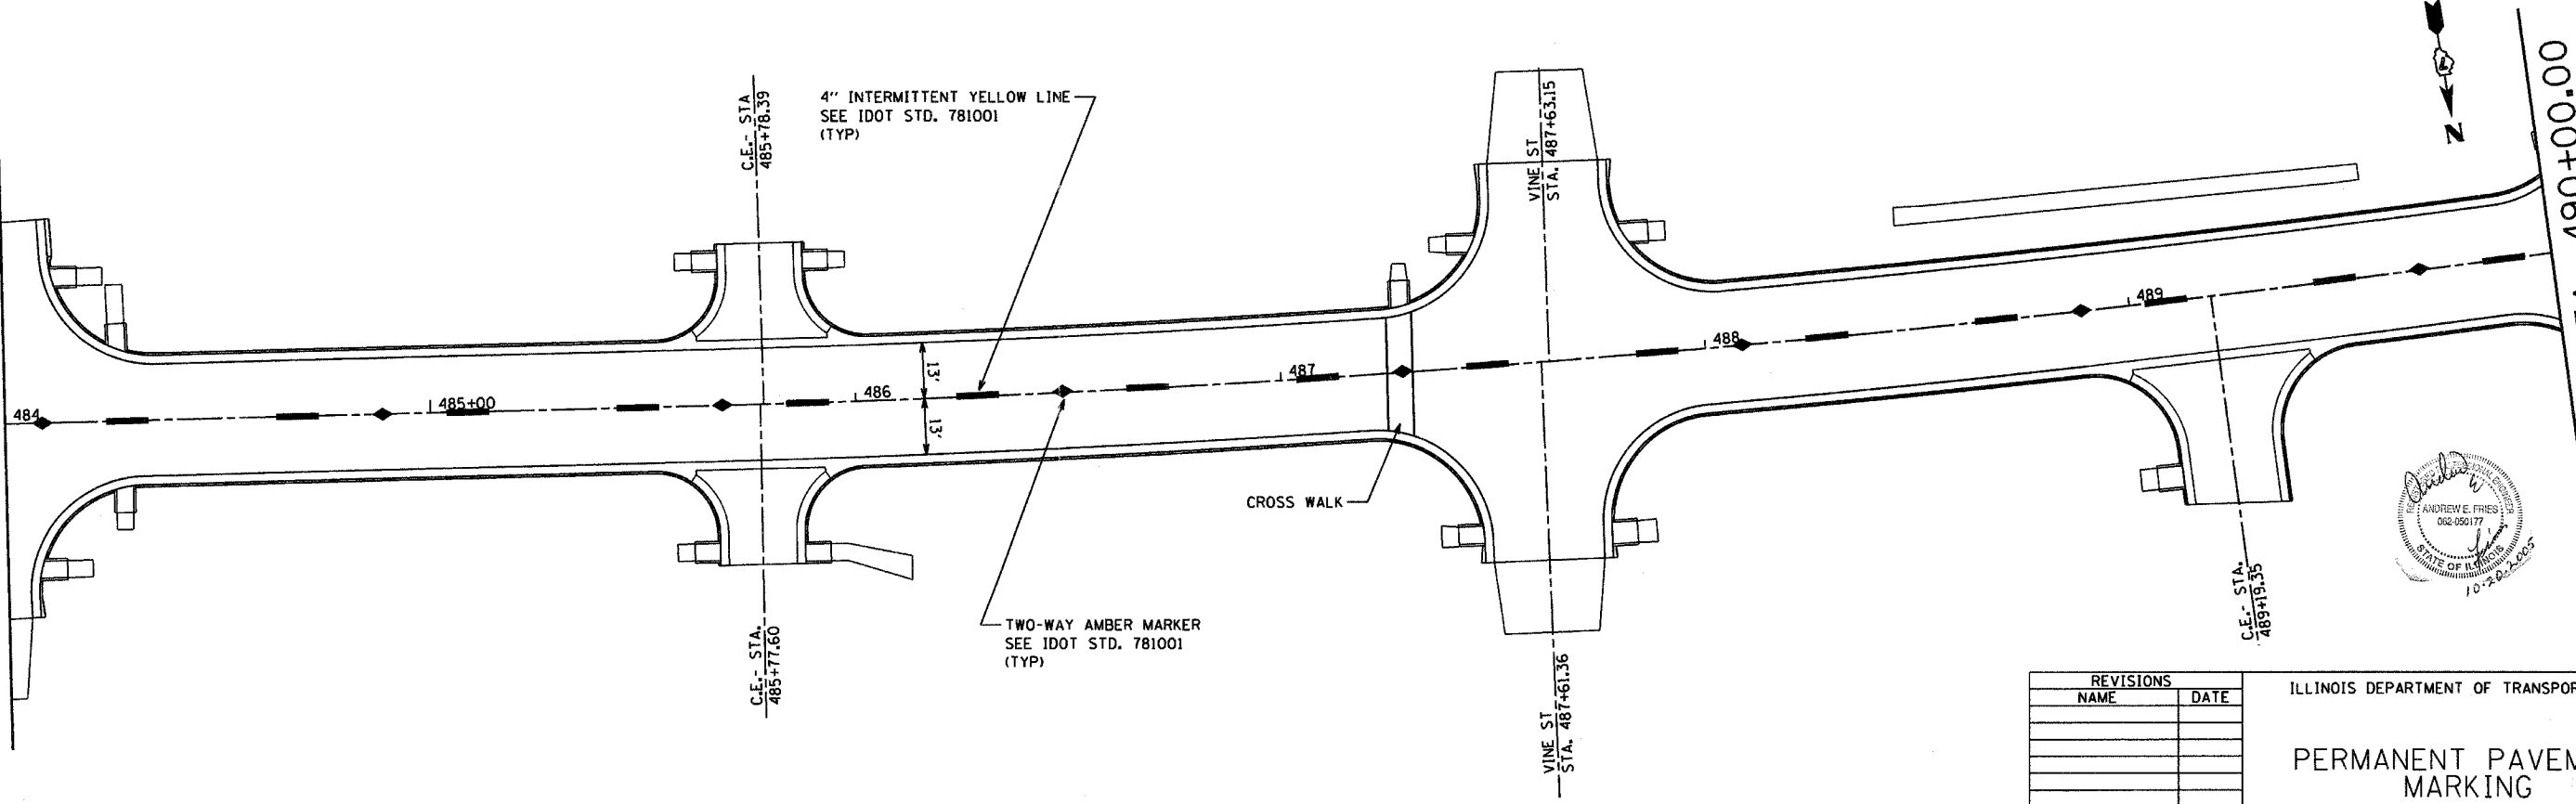 C.E.- STA
485+78.39
4" INTERMITTENT YELLOW LINE
SEE IDOT STD. 781001
(TYP)
VINE ST
STA. 487+63.15
N
490+00.00
484
485+00
486
487
488
489
13'
13'
CROSS WALK
TWO-WAY AMBER MARKER
SEE IDOT STD. 781001
(TYP)
C.E.- STA.
485+77.60
VINE ST
STA. 487+61.36
C.E.- STA.
489+19.35
ANDREW E. FRIES
062-050177
STATE OF ILLINOIS
10-20-2005
REVISIONS
NAME DATE
ILLINOIS DEPARTMENT OF TRANSPOR
PERMANENT PAVEM
MARKING